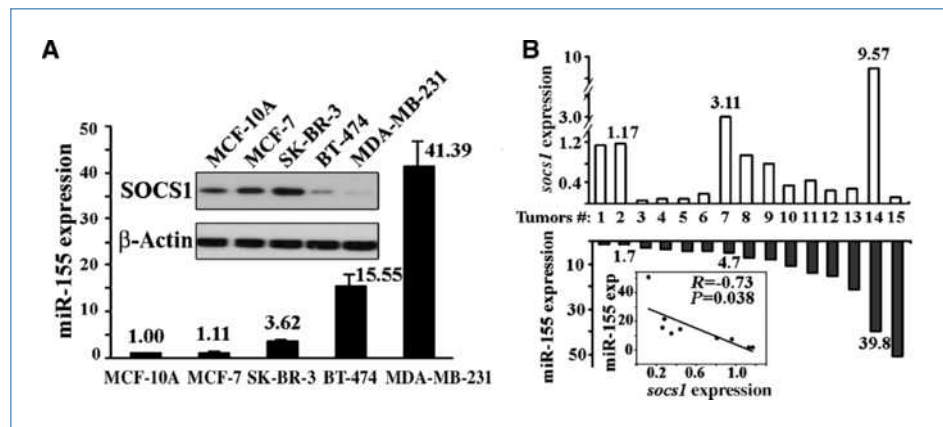 A
miR-155 expression
50
40
30
20
10
0
MCF-10A
MCF-7
SK-BR-3
BT-474
MDA-MB-231
SOCS1
β-Actin
1.00
1.11
3.62
15.55
41.39
MCF-10A MCF-7 SK-BR-3 BT-474 MDA-MB-231
B
socs1 expression
10
3.0
1.2
0.4
1.17
3.11
9.57
Tumors #: 1 2 3 4 5 6 7 8 9 10 11 12 13 14 15
miR-155 expression
10
30
50
1.7
4.7
39.8
miR-155 exp
40
20
0
R=-0.73
P=0.038
0.2 0.6 1.0
socs1 expression